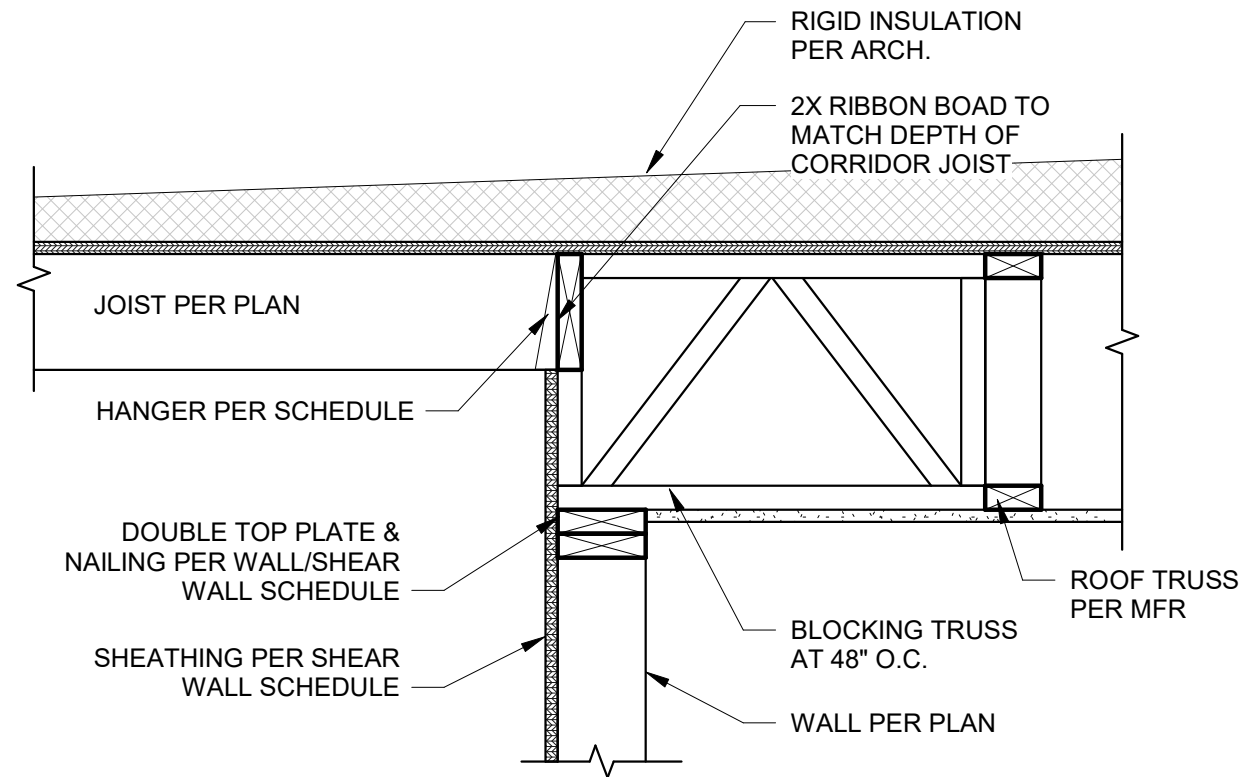 RIGID INSULATION
PER ARCH.
2X RIBBON BOAD TO
MATCH DEPTH OF
CORRIDOR JOIST
JOIST PER PLAN
HANGER PER SCHEDULE
DOUBLE TOP PLATE &
NAILING PER WALL/SHEAR
WALL SCHEDULE
SHEATHING PER SHEAR
WALL SCHEDULE
ROOF TRUSS
PER MFR
BLOCKING TRUSS
AT 48" O.C.
WALL PER PLAN